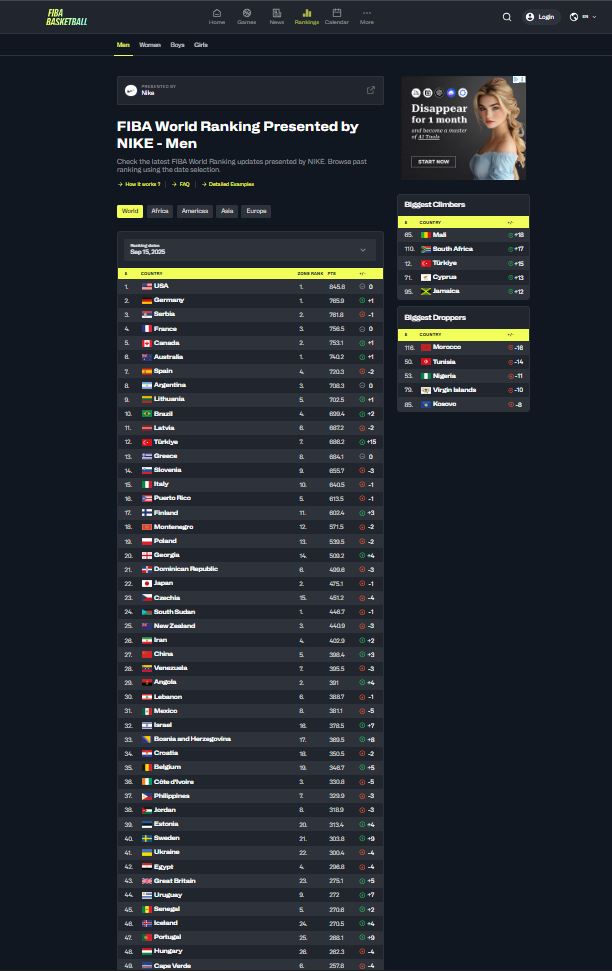 FIBA
BASKETBALL
Home Games News Rankings Calendar More
Login
EN
Men Women Boys Girls
PRESENTED BY
Nike
FIBA World Ranking Presented by
NIKE - Men
Check the latest FIBA World Ranking updates presented by NIKE. Browse past
ranking using the date selection.
How it works ? FAQ Detailed Examples
World Africa Americas Asia Europe
Ranking dates
Sep 15, 2025
# COUNTRY ZONE RANK PTS +/-
1. USA 1. 845.8 0
2. Germany 1. 785.9 +1
3. Serbia 2. 761.8 -1
4. France 3. 756.5 0
5. Canada 2. 753.1 +1
6. Australia 1. 740.2 +1
7. Spain 4. 720.3 -2
8. Argentina 3. 708.3 0
9. Lithuania 5. 702.5 +1
10. Brazil 4. 699.4 +2
11. Latvia 6. 687.2 -2
12. Türkiye 7. 686.2 +15
13. Greece 8. 684.1 0
14. Slovenia 9. 655.7 -3
15. Italy 10. 640.5 -1
16. Puerto Rico 5. 613.5 -1
17. Finland 11. 602.4 +3
18. Montenegro 12. 571.5 -2
19. Poland 13. 539.5 -2
20. Georgia 14. 509.2 +4
21. Dominican Republic 6. 499.6 -3
22. Japan 2. 475.1 -1
23. Czechia 15. 451.2 -4
24. South Sudan 1. 446.7 -1
25. New Zealand 3. 440.9 -3
26. Iran 4. 402.9 +2
27. China 5. 398.4 +3
28. Venezuela 7. 395.5 -3
29. Angola 2. 391 +4
30. Lebanon 6. 388.7 -1
31. Mexico 8. 381.1 -5
32. Israel 16. 378.5 +7
33. Bosnia and Herzegovina 17. 369.5 +8
34. Croatia 18. 350.5 -2
35. Belgium 19. 346.7 +5
36. Côte d'Ivoire 3. 330.8 -5
37. Philippines 7. 329.9 -3
38. Jordan 8. 318.9 -3
39. Estonia 20. 313.4 +4
40. Sweden 21. 303.8 +9
41. Ukraine 22. 300.4 -4
42. Egypt 4. 296.8 -4
43. Great Britain 23. 275.1 +5
44. Uruguay 9. 272 +7
45. Senegal 5. 270.6 +2
46. Iceland 24. 270.5 +4
47. Portugal 25. 268.1 +9
48. Hungary 26. 262.3 -4
49. Cape Verde 6. 257.8 -4
Disappear
for 1 month
and become a master
of AI Tools
START NOW
Biggest Climbers
# COUNTRY +/-
65. Mali +18
110. South Africa +17
12. Türkiye +15
71. Cyprus +13
95. Jamaica +12
Biggest Droppers
# COUNTRY +/-
116. Morocco -16
50. Tunisia -14
53. Nigeria -11
79. Virgin Islands -10
85. Kosovo -8